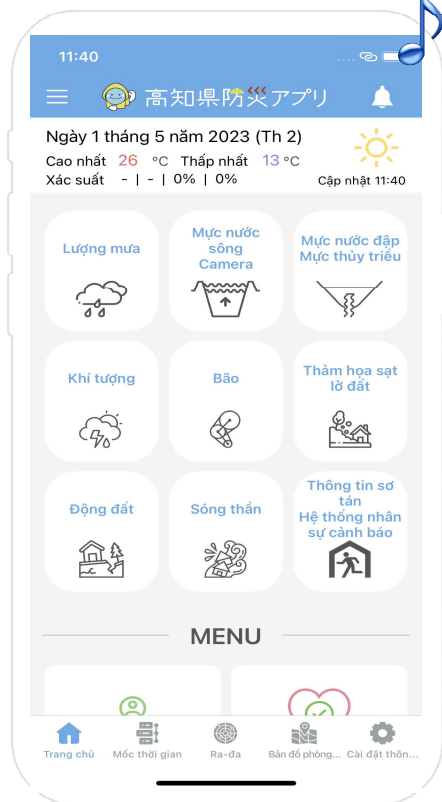 11:40
高知県防災アプリ
Ngày 1 tháng 5 năm 2023 (Th 2)
Cao nhất 26 °C Thấp nhất 13 °C
Xác suất - | - | 0% | 0% Cập nhật 11:40
Lượng mưa
Mực nước
sông
Camera
Mực nước đập
Mực thủy triều
Khí tượng
Bão
Thảm họa sạt
lở đất
Động đất
Sóng thần
Thông tin sơ
tán
Hệ thống nhân
sự cảnh báo
MENU
Trang chủ
Mốc thời gian
Ra-đa
Bản đồ phòng...
Cài đặt thôn...